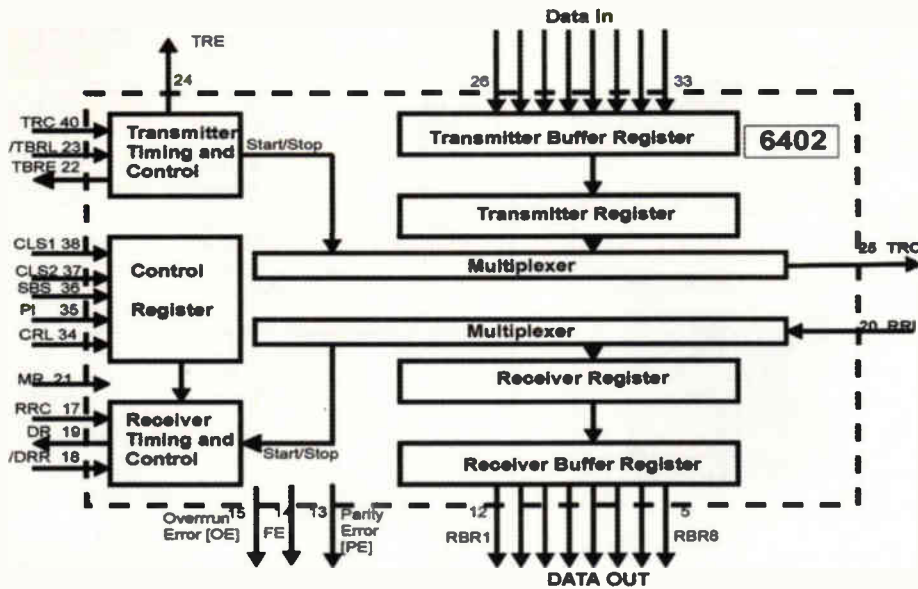 Data In
TRE
24
26
33
TRC 40
/TBRL 23
TBRE 22
Transmitter
Timing and
Control
Start/Stop
Transmitter Buffer Register
6402
Transmitter Register
Multiplexer
25 TRC
CLS1 38
CLS2 37
SBS 36
PI 35
CRL 34
Control
Register
Multiplexer
20 RRI
Receiver Register
MR 21
RRC 17
DR 19
/DRR 18
Receiver
Timing and
Control
Start/Stop
Receiver Buffer Register
15
14
13
12
5
Overrrun
Error [OE]
FE
Parity
Error
[PE]
RBR1
RBR8
DATA OUT